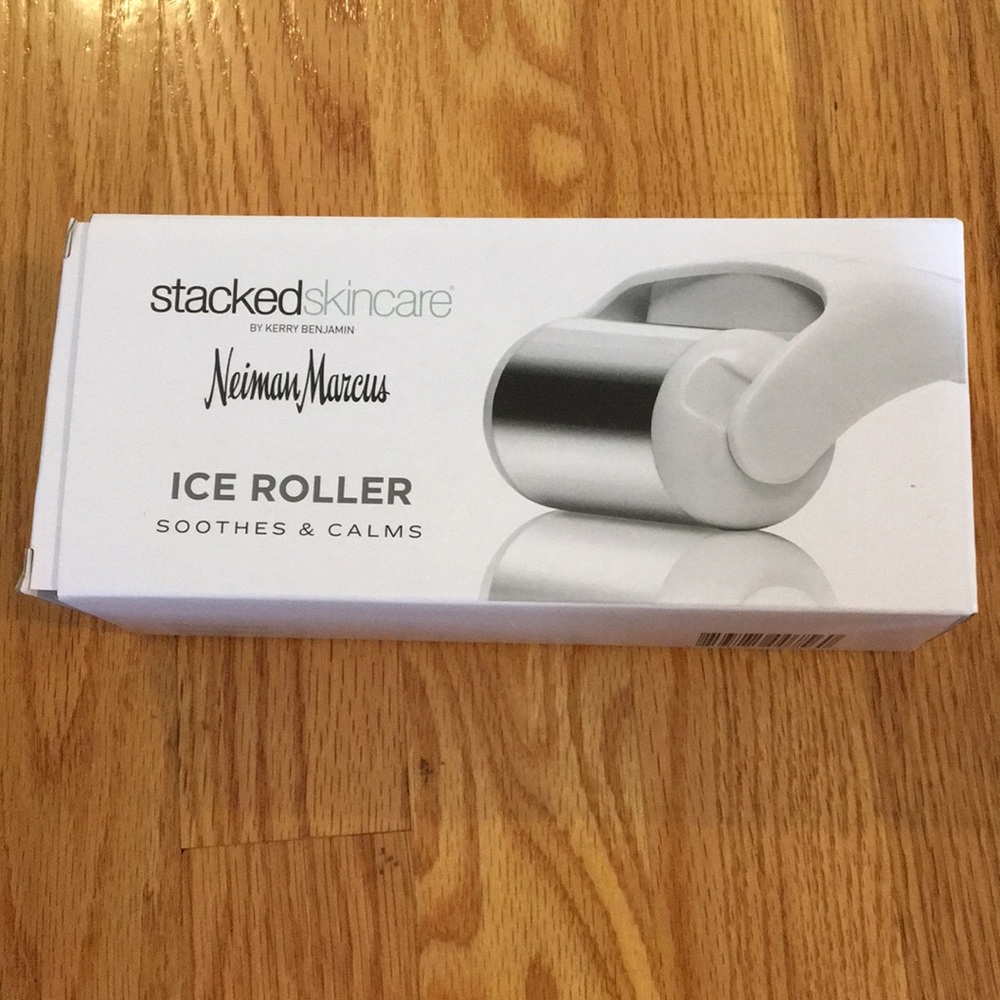 stackedskincare
BY KERRY BENJAMIN
Neiman Marcus
ICE ROLLER
SOOTHES & CALMS